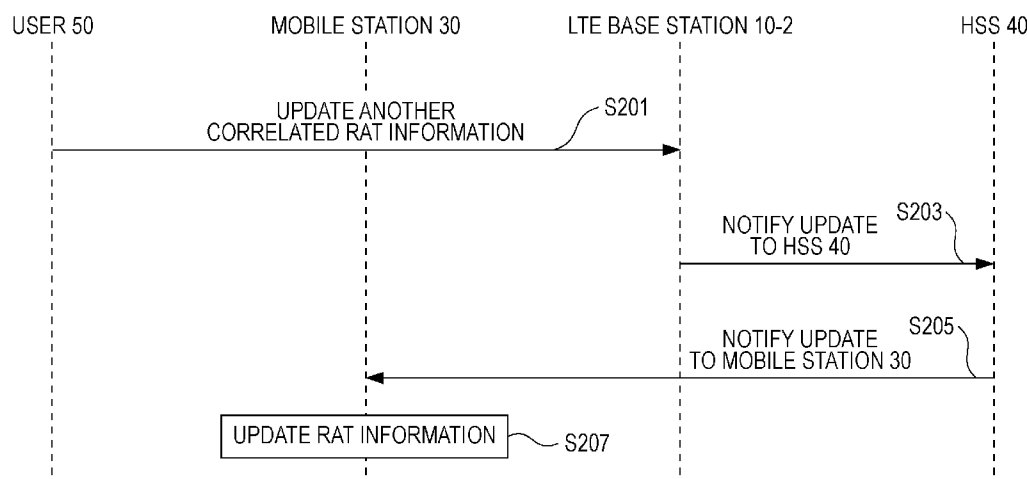 USER 50
MOBILE STATION 30
LTE BASE STATION 10-2
HSS 40
UPDATE ANOTHER
CORRELATED RAT INFORMATION
S201
NOTIFY UPDATE
TO HSS 40
S203
NOTIFY UPDATE
TO MOBILE STATION 30
S205
UPDATE RAT INFORMATION
S207